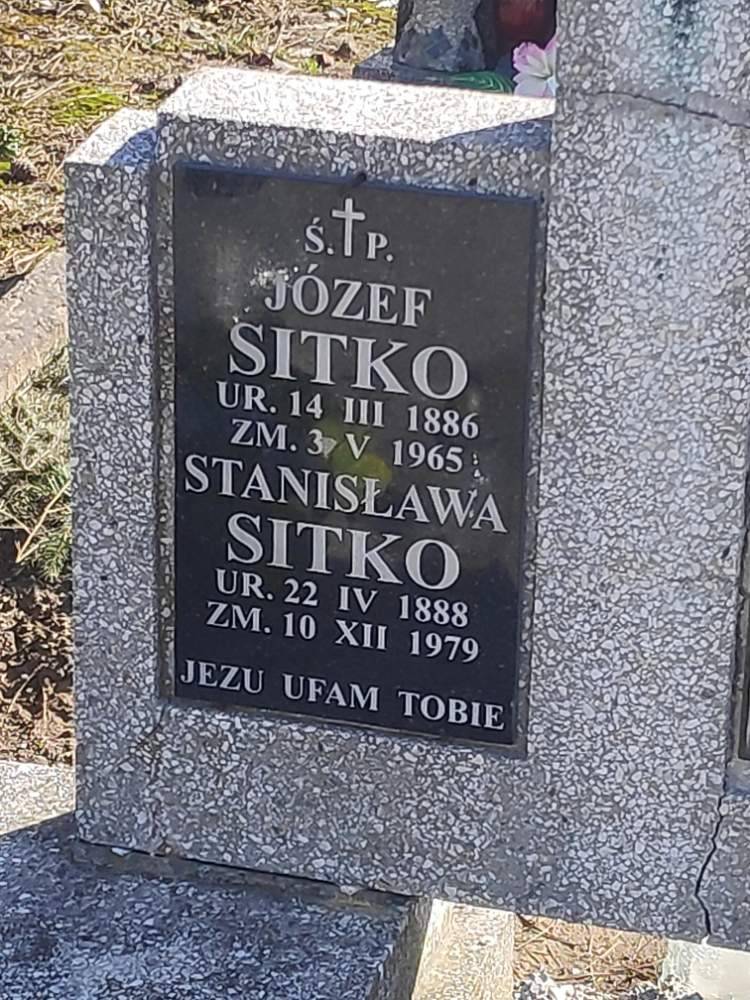 Ś.†P.
JÓZEF
SITKO
UR. 14 III 1886
ZM. 3 V 1965
STANISŁAWA
SITKO
UR. 22 IV 1888
ZM. 10 XII 1979
JEZU UFAM TOBIE